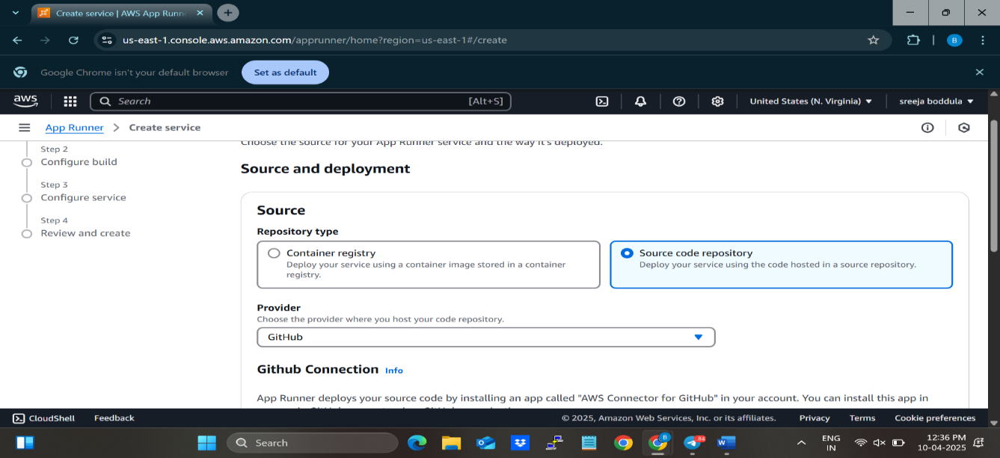 Create service | AWS App Runn
us-east-1.console.aws.amazon.com/apprunner/home?region=us-east-1#/create
B
Google Chrome isn't your default browser
Set as default
aws
Search
[Alt+S]
United States (N. Virginia)
sreeja boddula
App Runner
Create service
Choose the source for your App Runner service and the way it's deployed.
Step 2
Configure build
Step 3
Configure service
Step 4
Review and create
Source and deployment
Source
Repository type
Container registry
Deploy your service using a container image stored in a container
registry.
Source code repository
Deploy your service using the code hosted in a source repository.
Provider
Choose the provider where you host your code repository.
GitHub
Github Connection Info
App Runner deploys your source code by installing an app called "AWS Connector for GitHub" in your account. You can install this app in
CloudShell
Feedback
© 2025, Amazon Web Services, Inc. or its affiliates.
Privacy
Terms
Cookie preferences
Search
B
84
W
ENG
IN
12:36 PM
10-04-2025